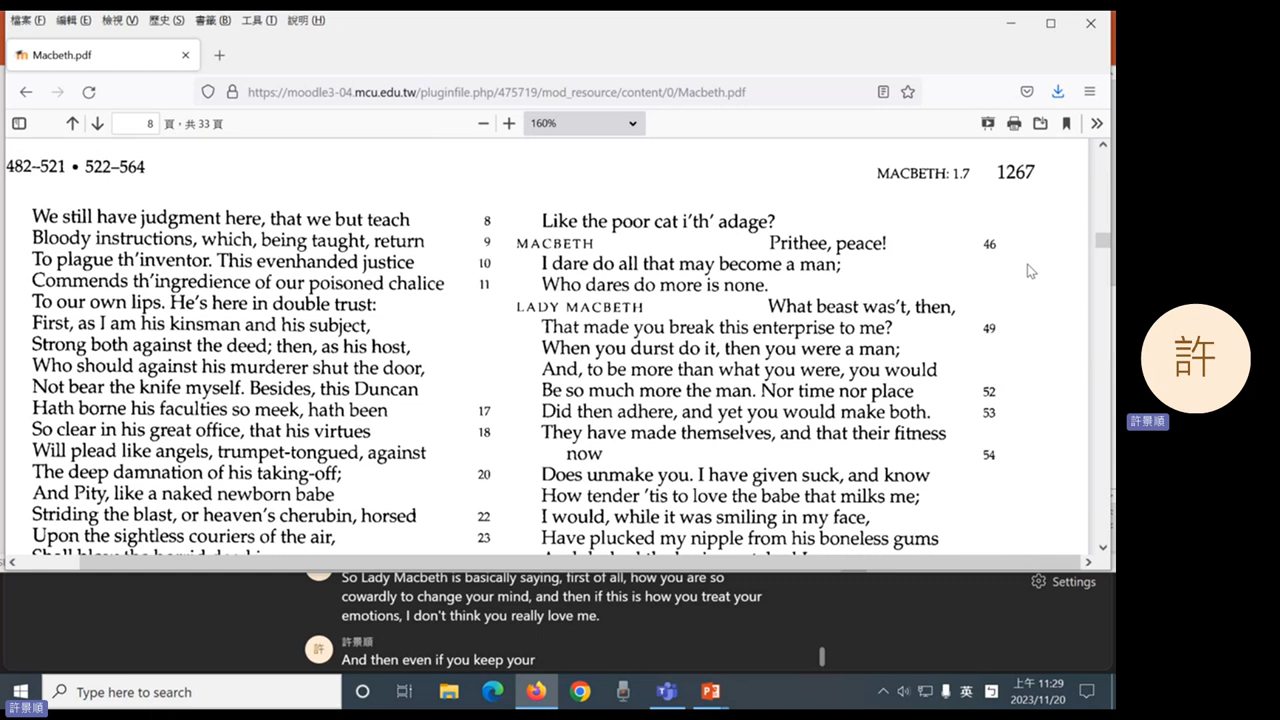 檔案 (F) 編輯 (E) 檢視 (V) 歷史 (S) 書籤 (B) 工具 (T) 說明 (H)
Macbeth.pdf
https://moodle3-04.mcu.edu.tw/pluginfile.php/475719/mod_resource/content/0/Macbeth.pdf
8 頁，共 33 頁
160%
482–521 • 522–564
MACBETH: 1.7 1267
We still have judgment here, that we but teach 8
Bloody instructions, which, being taught, return 9
To plague th'inventor. This evenhanded justice 10
Commends th'ingredience of our poisoned chalice 11
To our own lips. He's here in double trust:
First, as I am his kinsman and his subject,
Strong both against the deed; then, as his host,
Who should against his murderer shut the door,
Not bear the knife myself. Besides, this Duncan
Hath borne his faculties so meek, hath been 17
So clear in his great office, that his virtues 18
Will plead like angels, trumpet-tongued, against
The deep damnation of his taking-off; 20
And Pity, like a naked newborn babe
Striding the blast, or heaven's cherubin, horsed 22
Upon the sightless couriers of the air, 23
Like the poor cat i'th' adage?
MACBETH Prithee, peace! 46
I dare do all that may become a man;
Who dares do more is none.
LADY MACBETH What beast was't, then,
That made you break this enterprise to me? 49
When you durst do it, then you were a man;
And, to be more than what you were, you would
Be so much more the man. Nor time nor place 52
Did then adhere, and yet you would make both. 53
They have made themselves, and that their fitness
now 54
Does unmake you. I have given suck, and know
How tender 'tis to love the babe that milks me;
I would, while it was smiling in my face,
Have plucked my nipple from his boneless gums
許
許景順
So Lady Macbeth is basically saying, first of all, how you are so
cowardly to change your mind, and then if this is how you treat your
emotions, I don't think you really love me.
Settings
許
許景順
And then even if you keep your
Type here to search
英
上午 11:29
2023/11/20
許景順